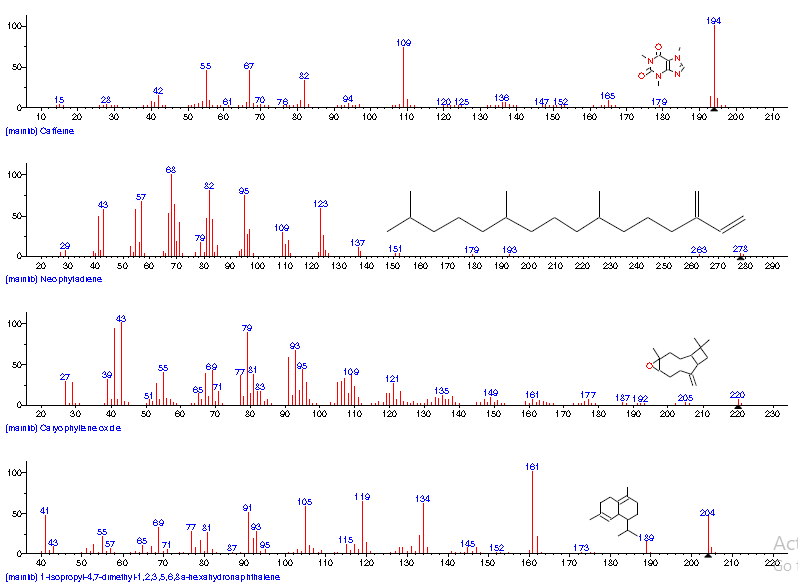 100 194
109
O N
N
50 55 67
O N N
82
42
15 28 61 70 76 94 120 125 136 147 152 165 179
0
10 20 30 40 50 60 70 80 90 100 110 120 130 140 150 160 170 180 190 200 210
(mainlib) Caffeine
100 68
82
57 95
50 43 123
109
79
29 137 151 179 193 263 278
0
20 30 40 50 60 70 80 90 100 110 120 130 140 150 160 170 180 190 200 210 220 230 240 250 260 270 280 290
(mainlib) Neophytadiene
100 43
79
93
O
50 55 69 81 95
27 39 77 109
121
51 65 71 83 135 149 161 177 187 192 205 220
0
20 30 40 50 60 70 80 90 100 110 120 130 140 150 160 170 180 190 200 210 220 230
(mainlib) Caryophyllene oxide
100 161
119 134
105
50 41 91 204
69
55 77 81 93
43 57 65 71 87 95 115 145 152 173 189
0
40 50 60 70 80 90 100 110 120 130 140 150 160 170 180 190 200 210 220
(mainlib) 1-Isopropyl-4,7-dimethyl-1,2,3,5,6,8a-hexahydronaphthalene
Act
Go t